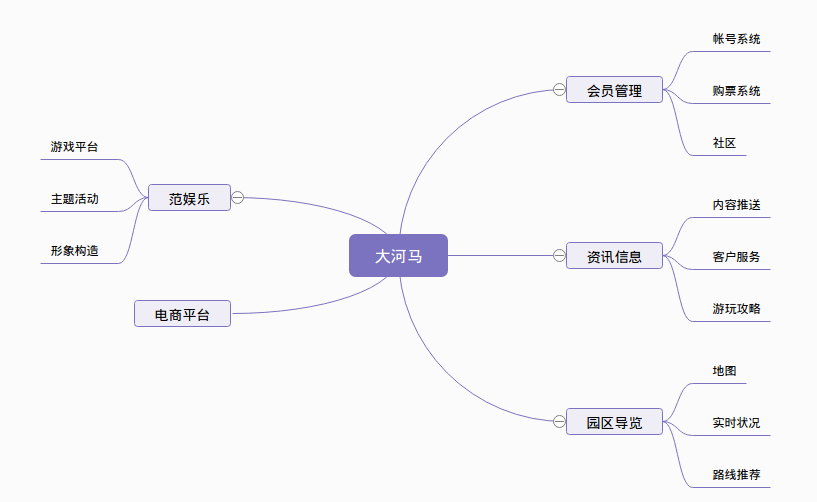 大河马
会员管理
帐号系统
购票系统
社区
资讯信息
内容推送
客户服务
游玩攻略
园区导览
地图
实时状况
路线推荐
范娱乐
游戏平台
主题活动
形象构造
电商平台